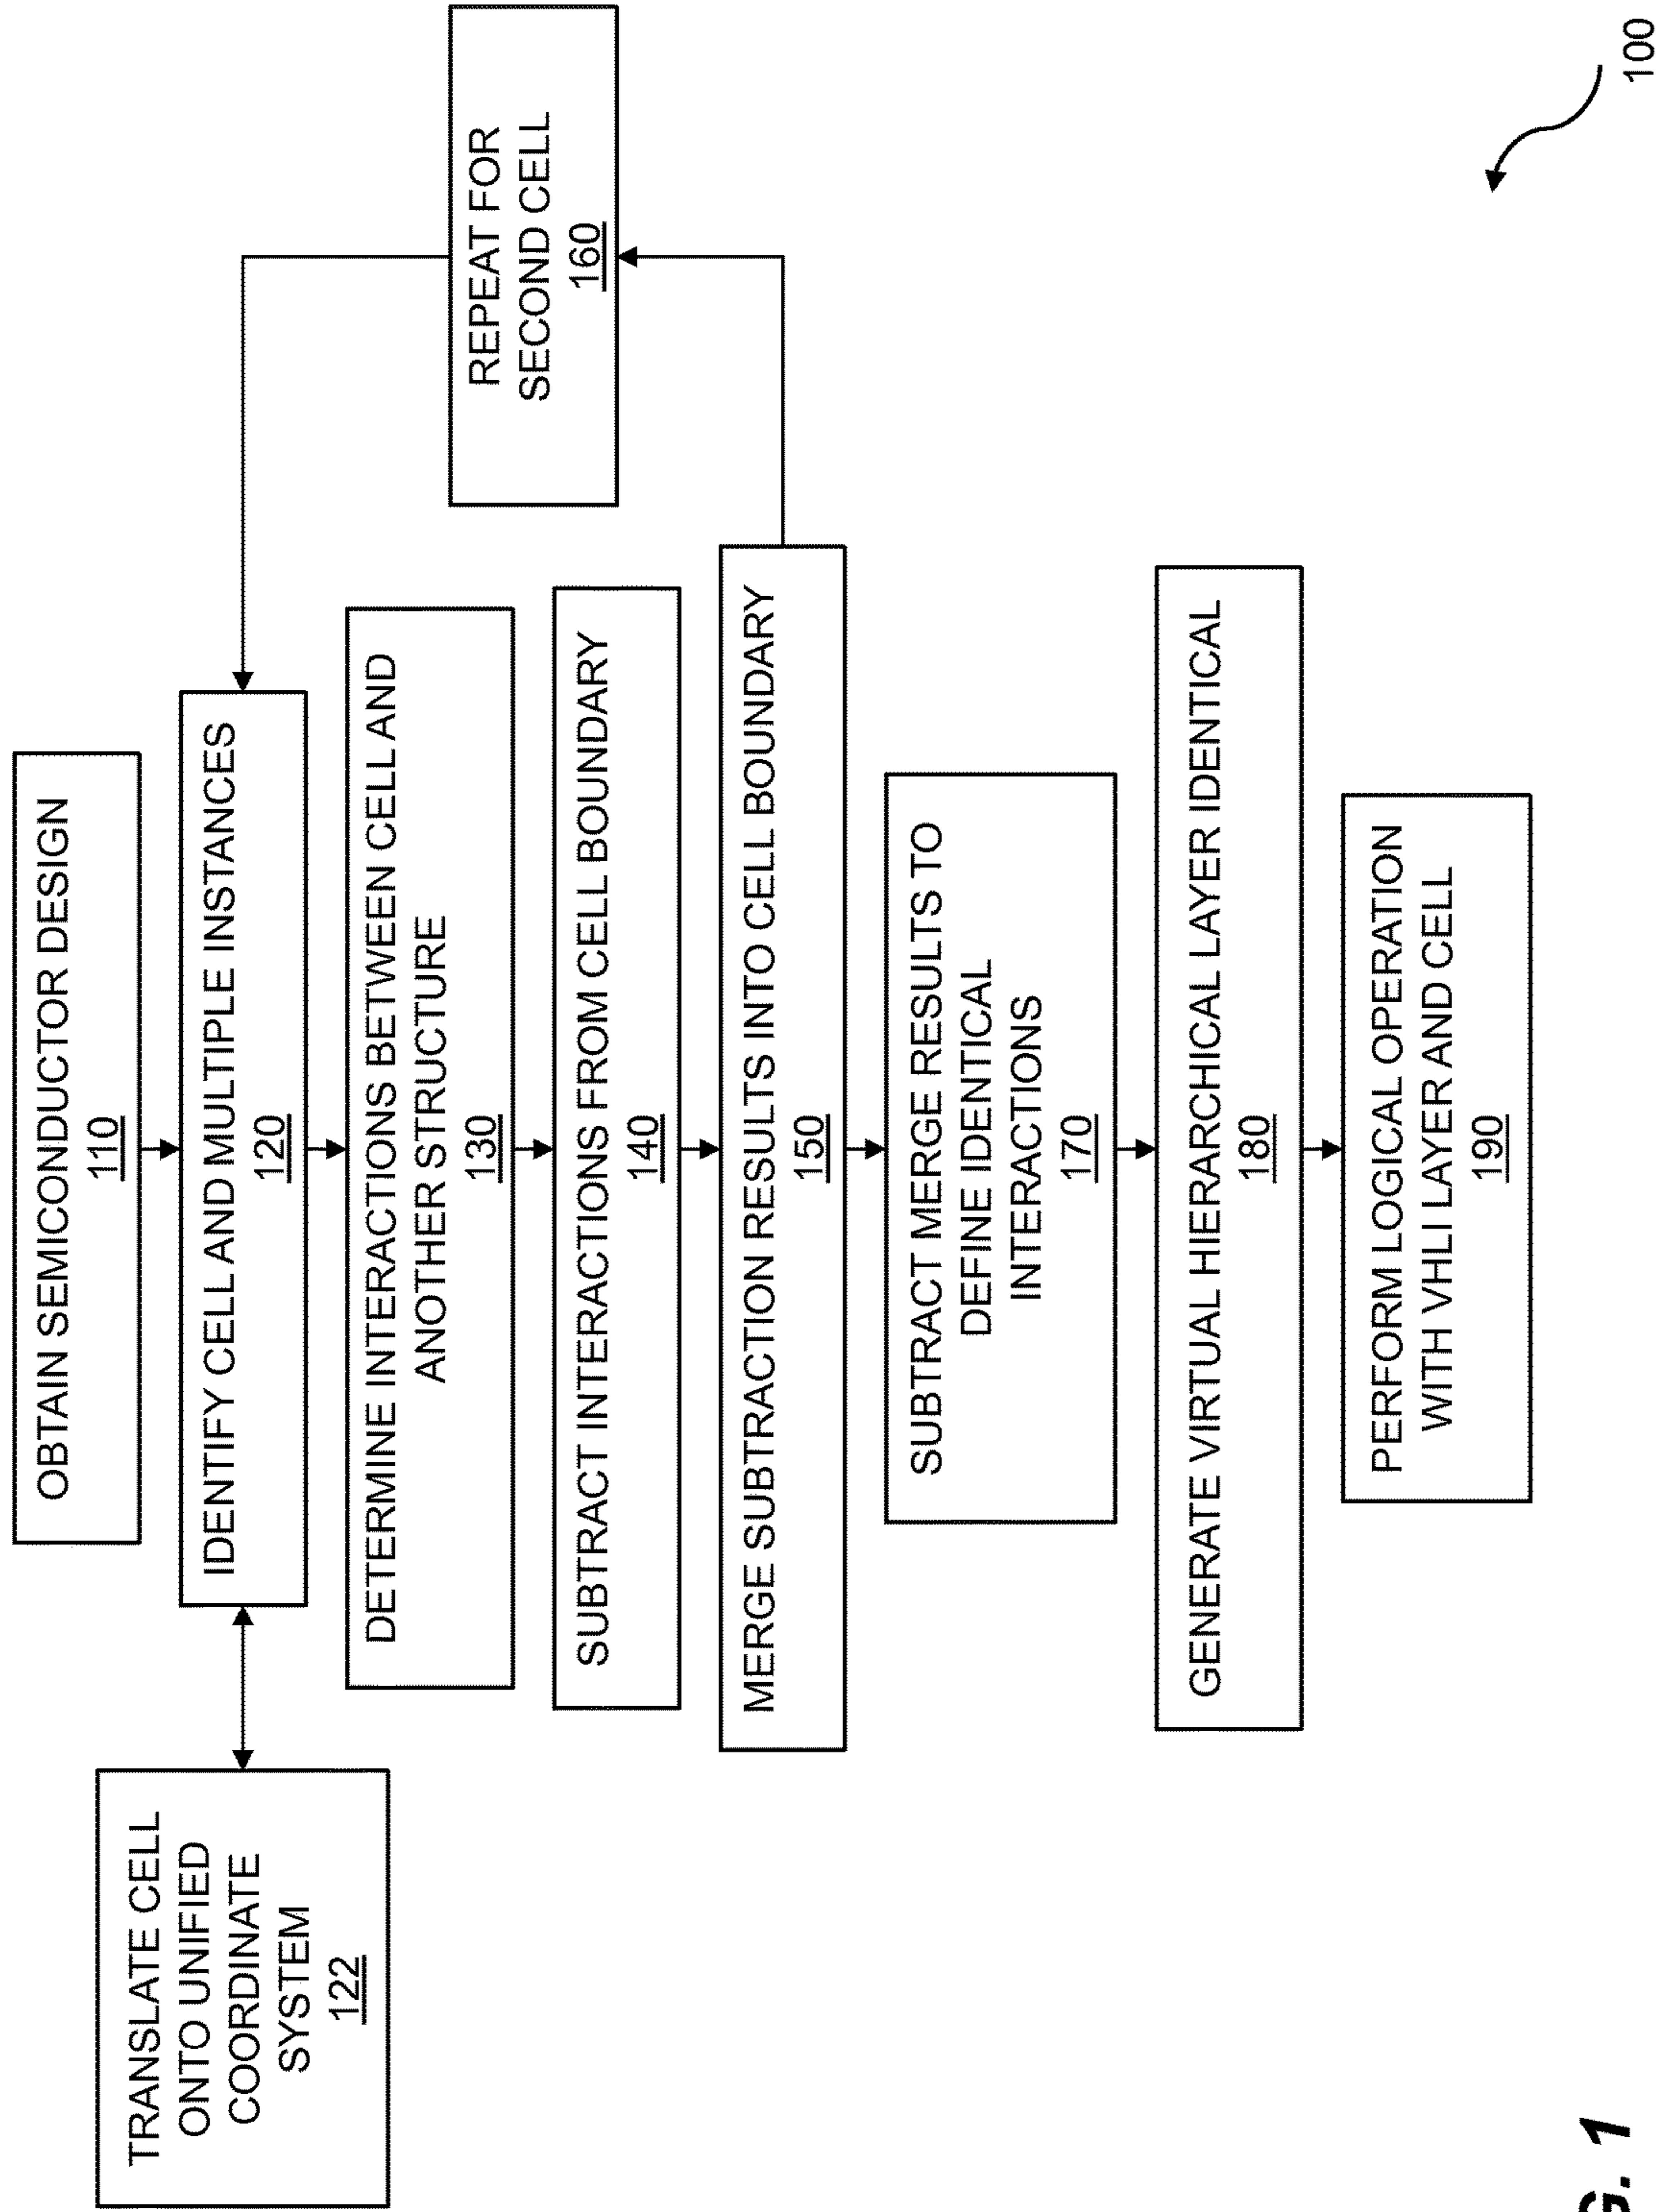 OBTAIN SEMICONDUCTOR DESIGN
110
IDENTIFY CELL AND MULTIPLE INSTANCES
120
TRANSLATE CELL
ONTO UNIFIED
COORDINATE
SYSTEM
122
DETERMINE INTERACTIONS BETWEEN CELL AND
ANOTHER STRUCTURE
130
SUBTRACT INTERACTIONS FROM CELL BOUNDARY
140
MERGE SUBTRACTION RESULTS INTO CELL BOUNDARY
150
REPEAT FOR
SECOND CELL
160
SUBTRACT MERGE RESULTS TO
DEFINE IDENTICAL
INTERACTIONS
170
GENERATE VIRTUAL HIERARCHICAL LAYER IDENTICAL
180
PERFORM LOGICAL OPERATION
WITH VHLI LAYER AND CELL
190
G. 1
100